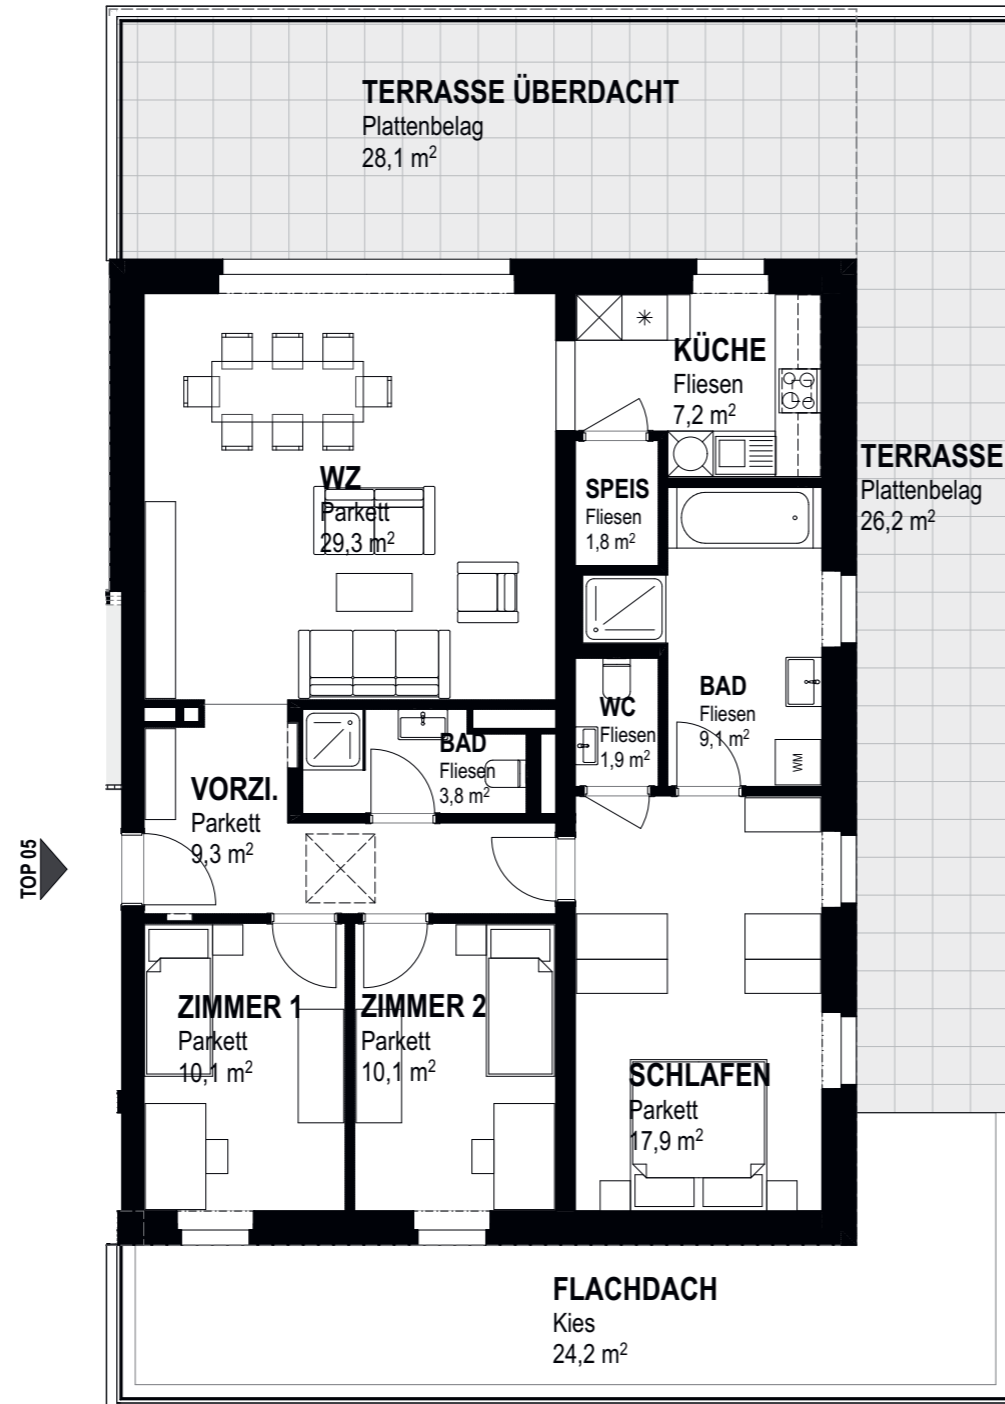 TERRASSE ÜBERDACHT
Plattenbelag
28,1 m²
KÜCHE
Fliesen
7,2 m²
TERRASSE
Plattenbelag
26,2 m²
WZ
Parkett
29,3 m²
SPEIS
Fliesen
1,8 m²
BAD
Fliesen
9,1 m²
WC
Fliesen
1,9 m²
WM
BAD
Fliesen
3,8 m²
VORZI.
Parkett
9,3 m²
TOP 05
ZIMMER 1
Parkett
10,1 m²
ZIMMER 2
Parkett
10,1 m²
SCHLAFEN
Parkett
17,9 m²
FLACHDACH
Kies
24,2 m²